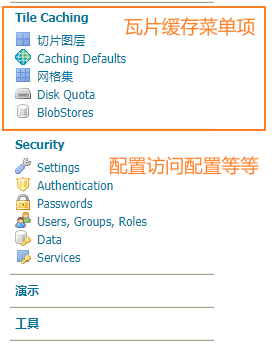 Tile Caching
瓦片缓存菜单项
切片图层
Caching Defaults
网格集
Disk Quota
BlobStores
Security
Settings
配置访问配置等等
Authentication
Passwords
Users, Groups, Roles
Data
Services
演示
工具